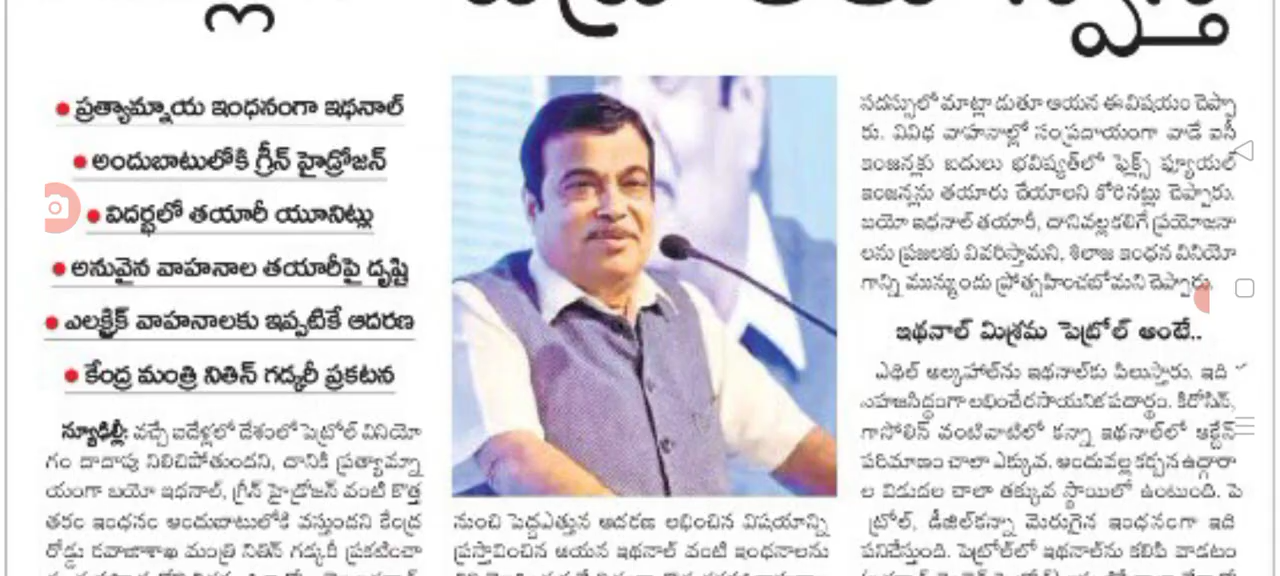 • ప్రత్యామ్నాయ ఇంధనంగా ఇథనాల్
• అందుబాటులోకి గ్రీన్ హైడ్రోజన్
• విదర్భలో తయారీ యూనిట్లు
• అనువైన వాహనాల తయారీపై దృష్టి
• ఎలక్ట్రిక్ వాహనాలకు ఇప్పటికే ఆదరణ
• కేంద్ర మంత్రి నితిన్ గడ్కరీ ప్రకటన
న్యూఢిల్లీ: వచ్చే ఐదేళ్లలో దేశంలో పెట్రోల్ వినియో
గం దాదాపు నిలిచిపోతుందని, దానికి ప్రత్యామ్నా
యంగా బయో ఇథనాల్, గ్రీన్ హైడ్రోజన్ వంటి కొత్త
తరం ఇంధనం అందుబాటులోకి వస్తుందని కేంద్ర
రోడ్డు రవాణాశాఖ మంత్రి నితిన్ గడ్కరీ ప్రకటించా
నుంచి పెద్దఎత్తున ఆదరణ లభించిన విషయాన్ని
ప్రస్తావించిన ఆయన ఇథనాల్ వంటి ఇంధనాలను
సదస్సులో మాట్లాడుతూ ఆయన ఈ విషయం చెప్పా
రు. వివిధ వాహనాల్లో సంప్రదాయంగా వాడే ఐసీ
ఇంజన్లకు బదులు భవిష్యత్‌లో ఫ్లెక్స్ ఫ్యూయల్
ఇంజన్లను తయారు చేయాలని కోరినట్లు చెప్పారు.
బయో ఇథనాల్ తయారీ, దానివల్ల కలిగే ప్రయోజనా
లను ప్రజలకు వివరిస్తామని, శిలాజ ఇంధన వినియో
గాన్ని మున్ముందు ప్రోత్సహించబోమని చెప్పారు.
ఇథనాల్ మిశ్రమ పెట్రోల్ అంటే..
ఎథిల్ అల్కహాల్‌ను ఇథనాల్‌కు పిలుస్తారు. ఇది
సహజసిద్ధంగా లభించే రసాయనిక పదార్థం. కిరోసిన్,
గాసోలిన్ వంటివాటిలో కన్నా ఇథనాల్‌లో ఆక్టేన్
పరిమాణం చాలా ఎక్కువ. అందువల్ల కర్బన ఉద్గారా
ల విడుదల చాలా తక్కువ స్థాయిలో ఉంటుంది. పె
ట్రోల్, డీజిల్‌కన్నా మెరుగైన ఇంధనంగా ఇది
పనిచేస్తుంది. పెట్రోల్‌లో ఇథనాల్‌ను కలిపి వాడటం